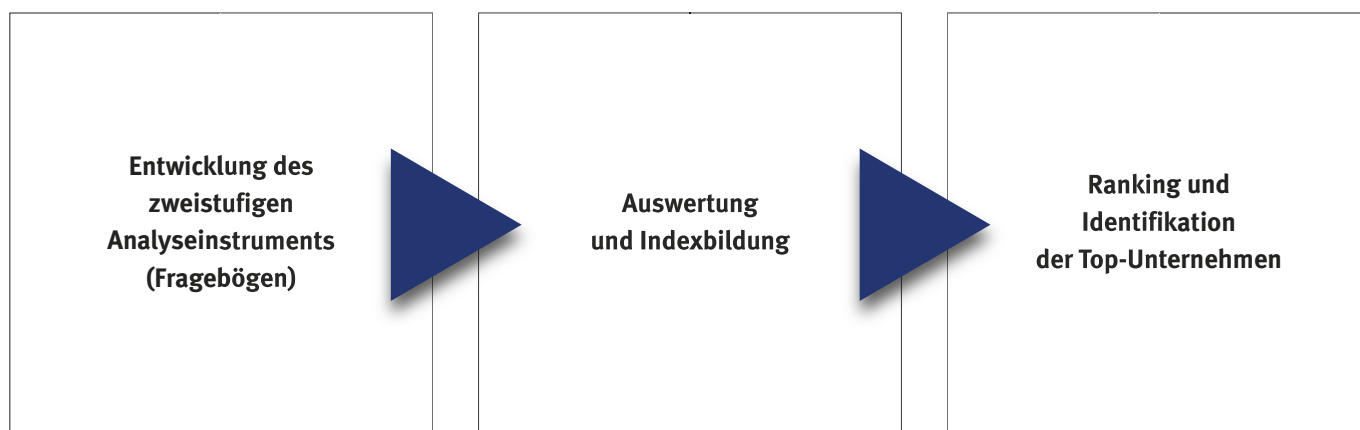 Entwicklung des
zweistufigen
Analyseinstruments
(Fragebögen)
Auswertung
und Indexbildung
Ranking und
Identifikation
der Top-Unternehmen